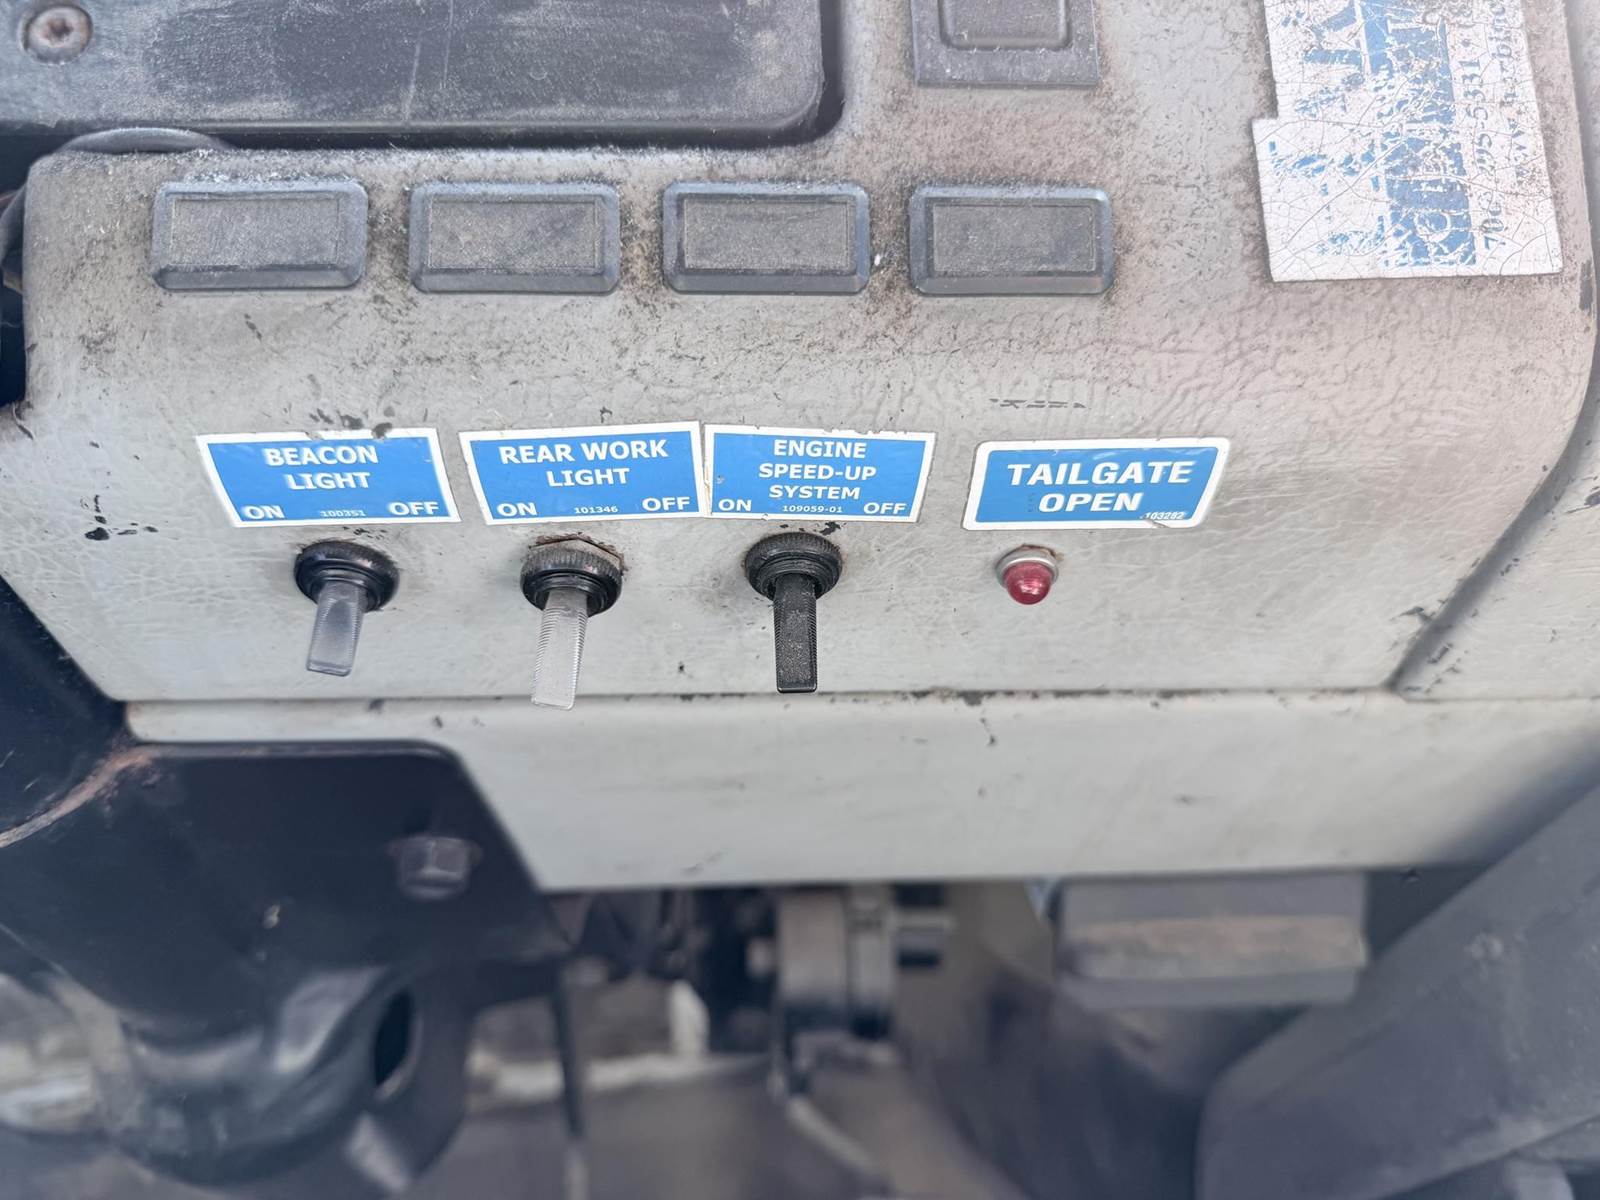 BEACON
LIGHT
ON 100351 OFF
REAR WORK
LIGHT
ON 101346 OFF
ENGINE
SPEED-UP
SYSTEM
ON 109059-01 OFF
TAILGATE
OPEN
103282